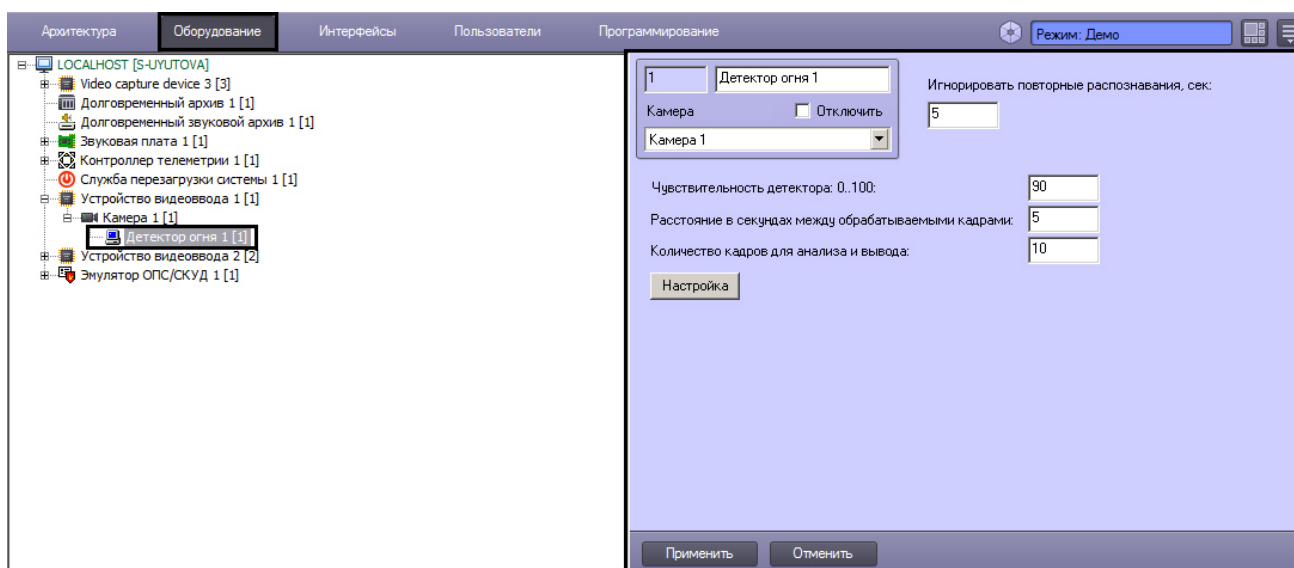 Архитектура Оборудование Интерфейсы Пользователи Программирование Режим: Демо
LOCALHOST [S-UYUTOVA]
Video capture device 3 [3]
Долговременный архив 1 [1]
Долговременный звуковой архив 1 [1]
Звуковая плата 1 [1]
Контроллер телеметрии 1 [1]
Служба перезагрузки системы 1 [1]
Устройство видеоввода 1 [1]
Камера 1 [1]
Детектор огня 1 [1]
Устройство видеоввода 2 [2]
Эмулятор ОПС/СКУД 1 [1]
1 Детектор огня 1
Камера Отключить
Камера 1
Игнорировать повторные распознавания, сек:
5
Чувствительность детектора: 0..100: 90
Расстояние в секундах между обрабатываемыми кадрами: 5
Количество кадров для анализа и вывода: 10
Настройка
Применить Отменить